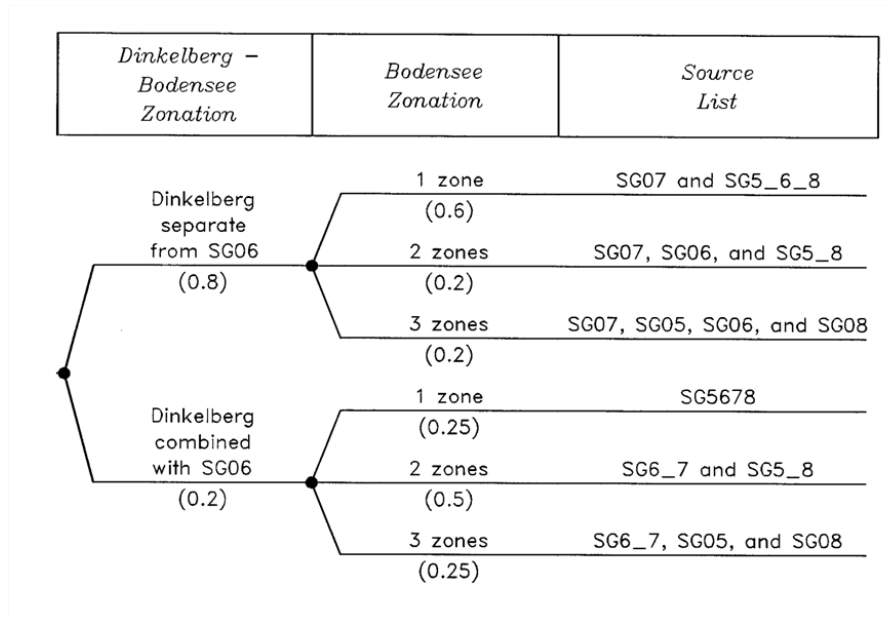 Dinkelberg –
Bodensee
Zonation
Bodensee
Zonation
Source
List
Dinkelberg
separate
from SG06
(0.8)
1 zone
(0.6)
SG07 and SG5_6_8
2 zones
(0.2)
SG07, SG06, and SG5_8
3 zones
(0.2)
SG07, SG05, SG06, and SG08
Dinkelberg
combined
with SG06
(0.2)
1 zone
(0.25)
SG5678
2 zones
(0.5)
SG6_7 and SG5_8
3 zones
(0.25)
SG6_7, SG05, and SG08